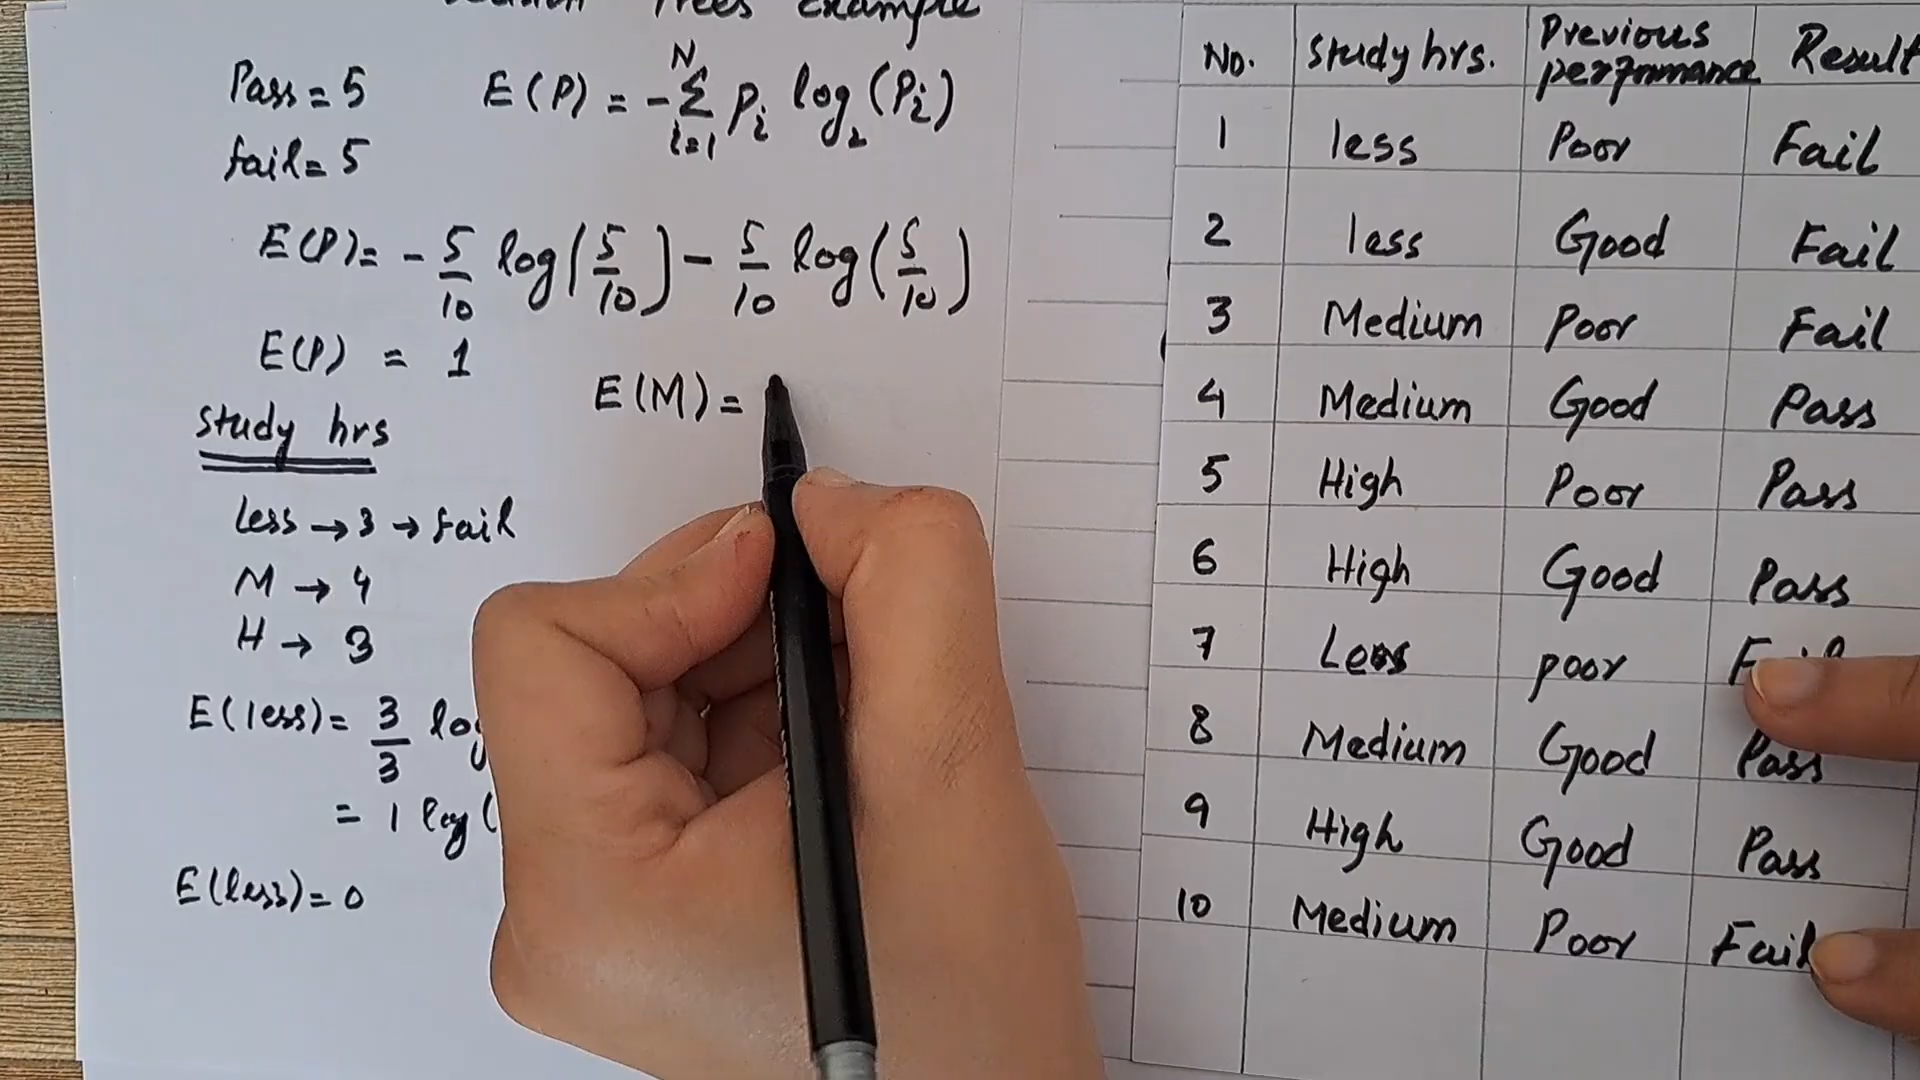 Trees example
Pass = 5
fail = 5
E(P) = - N Σ i=1 Pi log2 (Pi)
E(P) = - 5/10 log(5/10) - 5/10 log(5/10)
E(P) = 1
Study hrs
Less → 3 → fail
M → 4
H → 3
E(less) = 3/3 log
= 1 log (
E(less) = 0
E(M) =
No. Study hrs. Previous performance Result
1 less Poor Fail
2 less Good Fail
3 Medium Poor Fail
4 Medium Good Pass
5 High Poor Pass
6 High Good Pass
7 Less poor
8 Medium Good Pass
9 High Good Pass
10 Medium Poor Fail